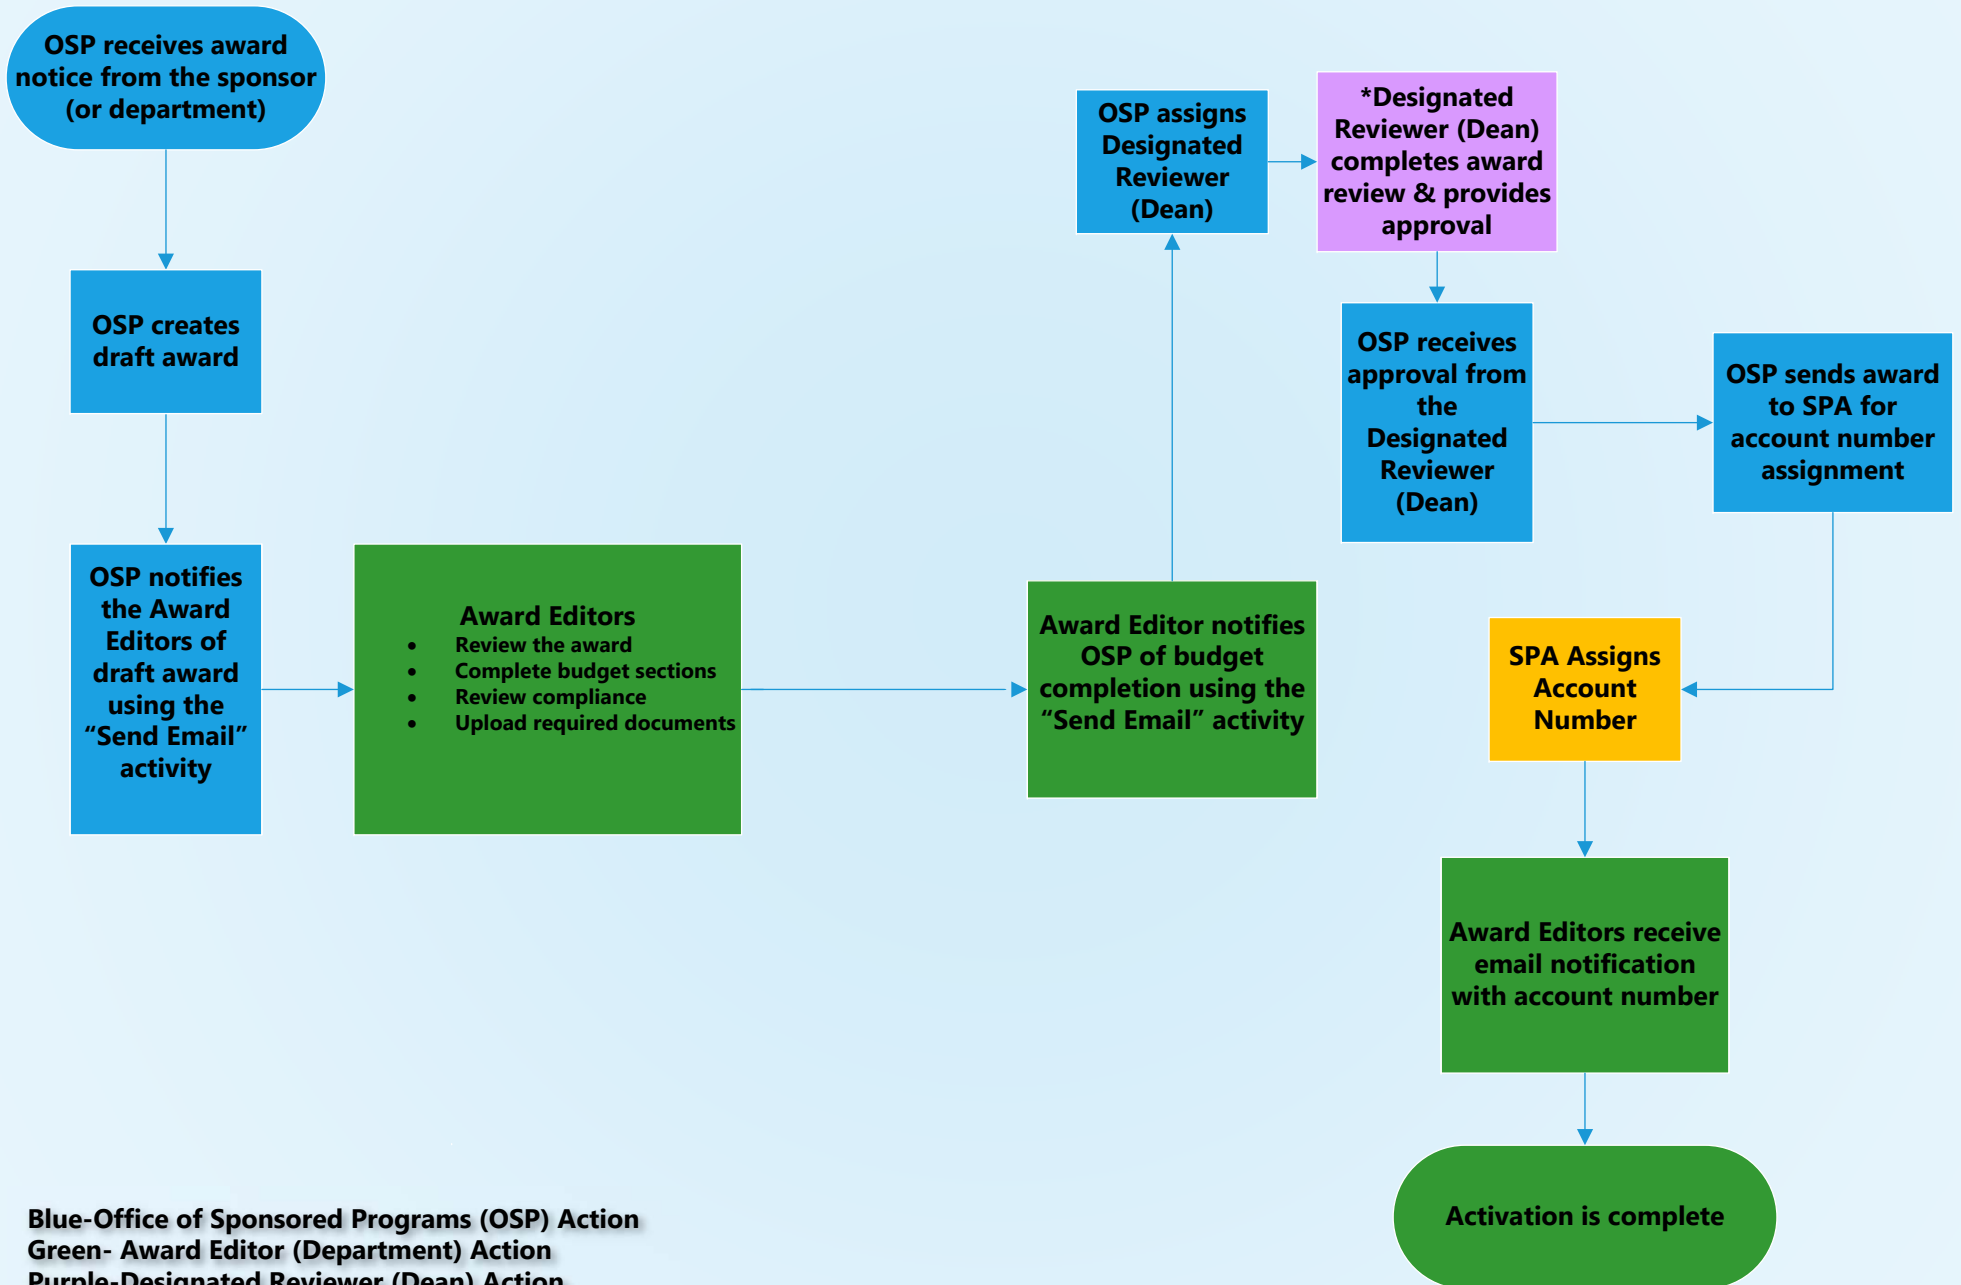 OSP receives award
notice from the sponsor
(or department)
OSP creates
draft award
OSP notifies
the Award
Editors of
draft award
using the
“Send Email”
activity
Award Editors
• Review the award
• Complete budget sections
• Review compliance
• Upload required documents
Award Editor notifies
OSP of budget
completion using the
“Send Email” activity
OSP assigns
Designated
Reviewer
(Dean)
*Designated
Reviewer (Dean)
completes award
review & provides
approval
OSP receives
approval from
the
Designated
Reviewer
(Dean)
OSP sends award
to SPA for
account number
assignment
SPA Assigns
Account
Number
Award Editors receive
email notification
with account number
Activation is complete
Blue-Office of Sponsored Programs (OSP) Action
Green- Award Editor (Department) Action
Purple-Designated Reviewer (Dean) Action